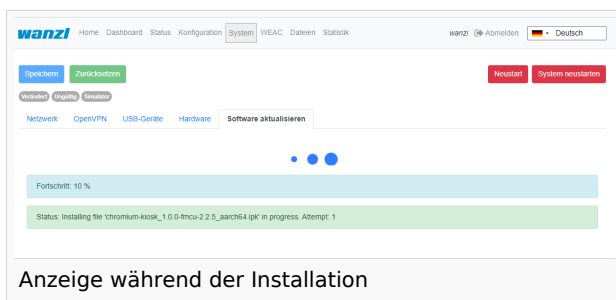 wanzl Home Dashboard Status Konfiguration System WEAC Dateien Statistik wanzl Abmelden Deutsch
Speichern Zurücksetzen Neustart System neustarten
Verändert Ungültig Simulator
Netzwerk OpenVPN USB-Geräte Hardware Software aktualisieren
Fortschritt: 10 %
Status: Installing file 'chromium-kiosk_1.0.0-fmcu-2.2.5_aarch64.ipk' in progress. Attempt: 1
Anzeige während der Installation